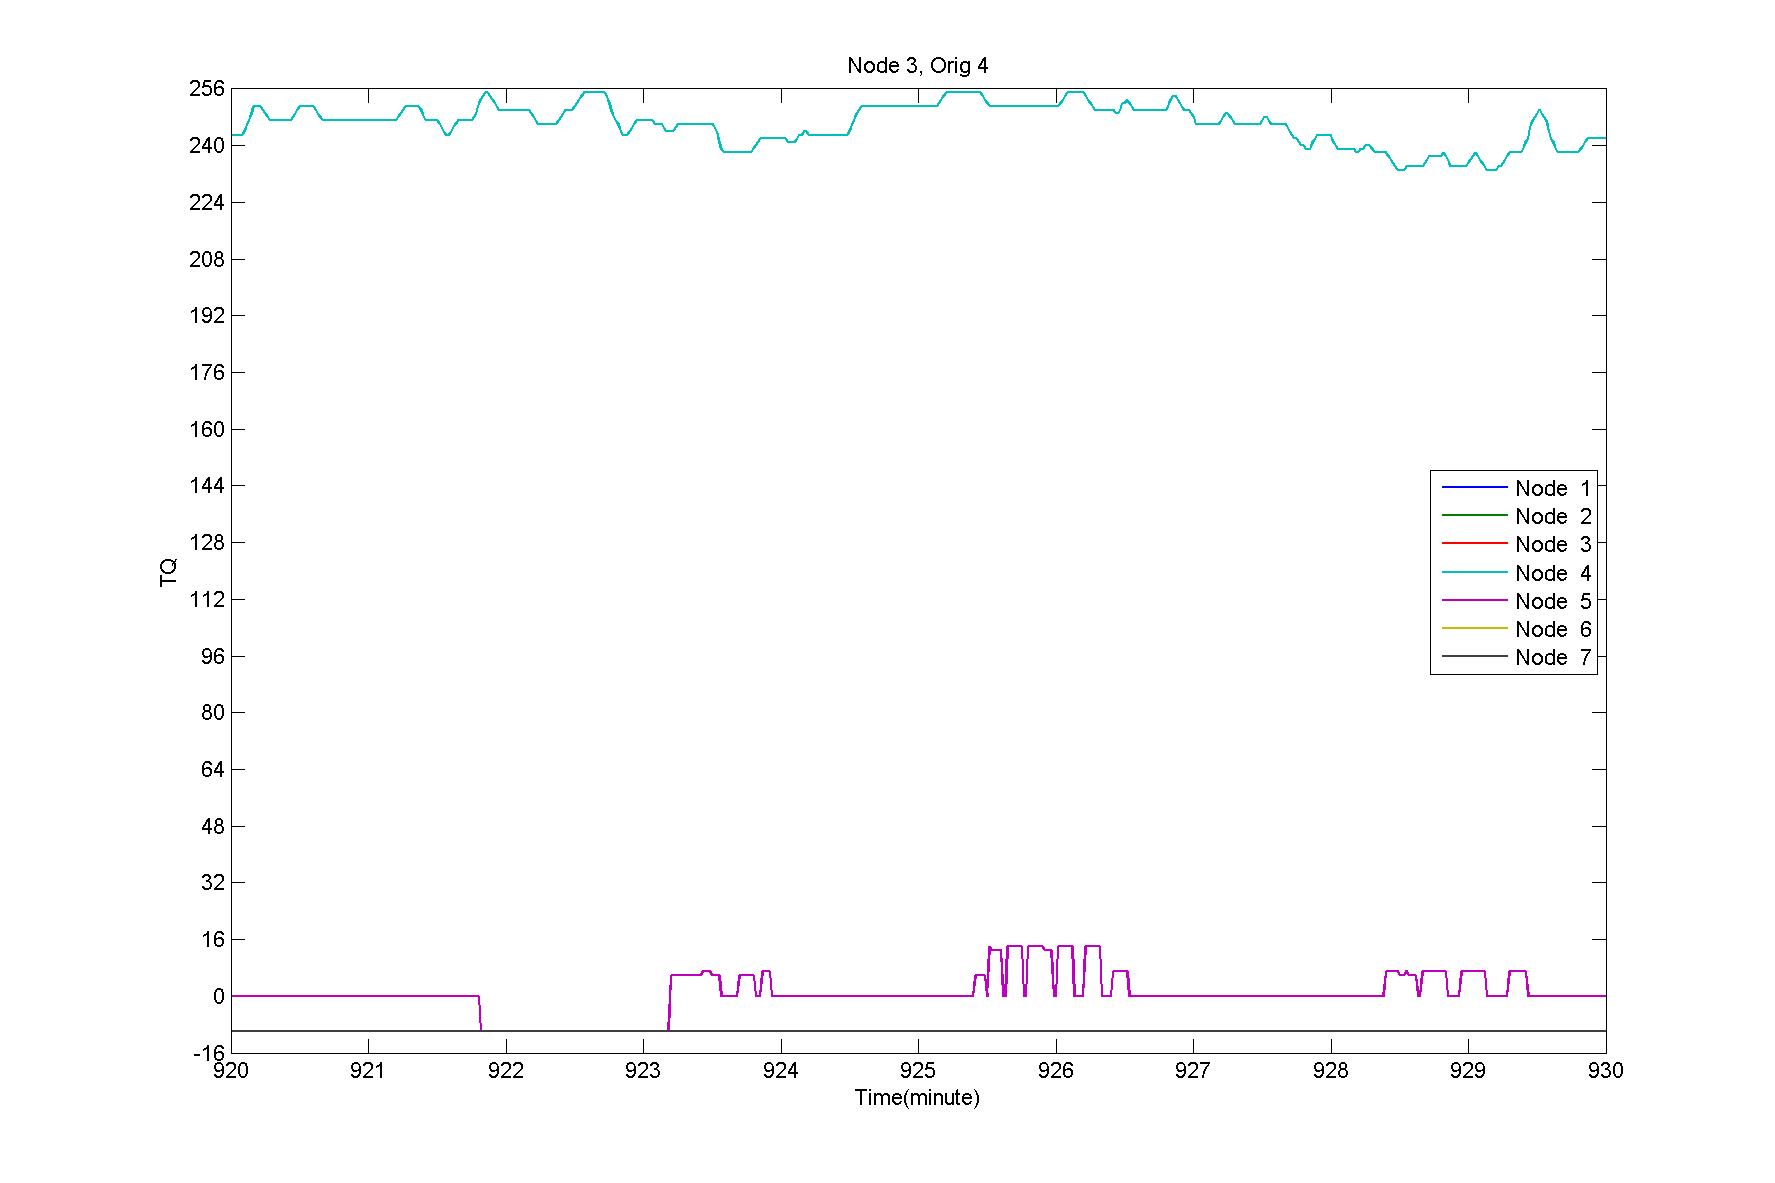 Node 3, Orig 4
256
240
224
208
192
176
160
144
128
112
96
80
64
48
32
16
0
-16
TQ
Node 1
Node 2
Node 3
Node 4
Node 5
Node 6
Node 7
920 921 922 923 924 925 926 927 928 929 930
Time(minute)